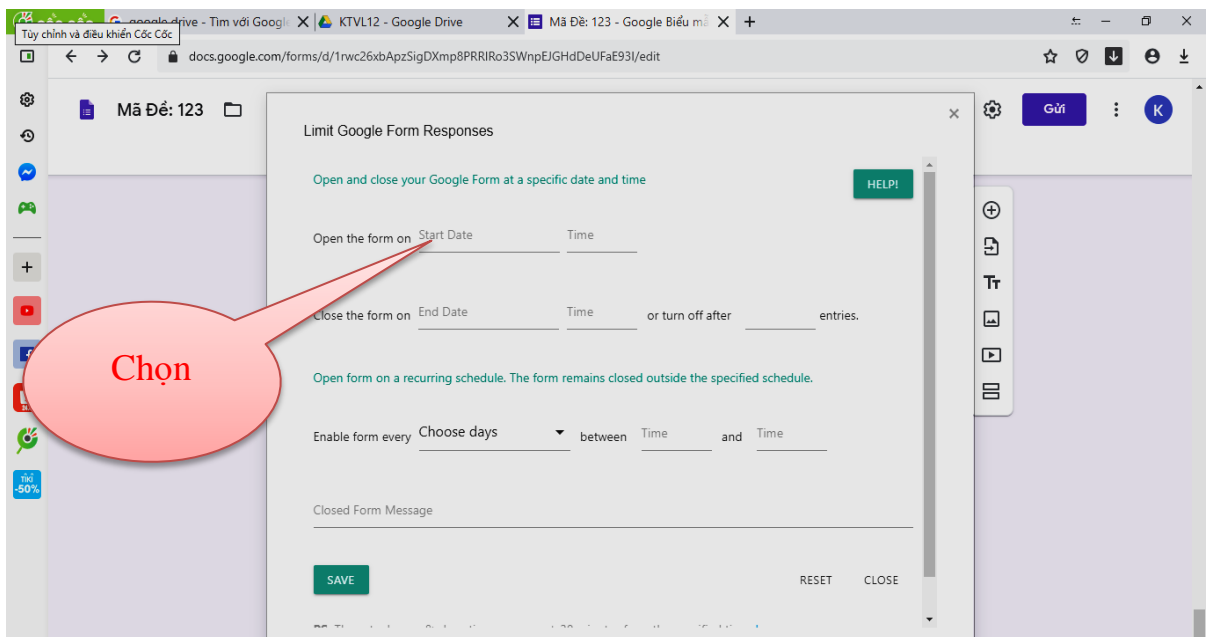 google drive - Tìm với Googl
KTVL12 - Google Drive
Mã Đề: 123 - Google Biểu mẫ
Tùy chỉnh và điều khiển Cốc Cốc
docs.google.com/forms/d/1rwc26xbApzSigDXmp8PRRIRo3SWnpEJGHdDeUFaE93I/edit
Mã Đề: 123
Gửi
K
Limit Google Form Responses
Open and close your Google Form at a specific date and time
HELP!
Open the form on Start Date Time
Close the form on End Date Time or turn off after entries.
Chọn
Open form on a recurring schedule. The form remains closed outside the specified schedule.
Enable form every Choose days between Time and Time
TIKI
-50%
Closed Form Message
SAVE RESET CLOSE